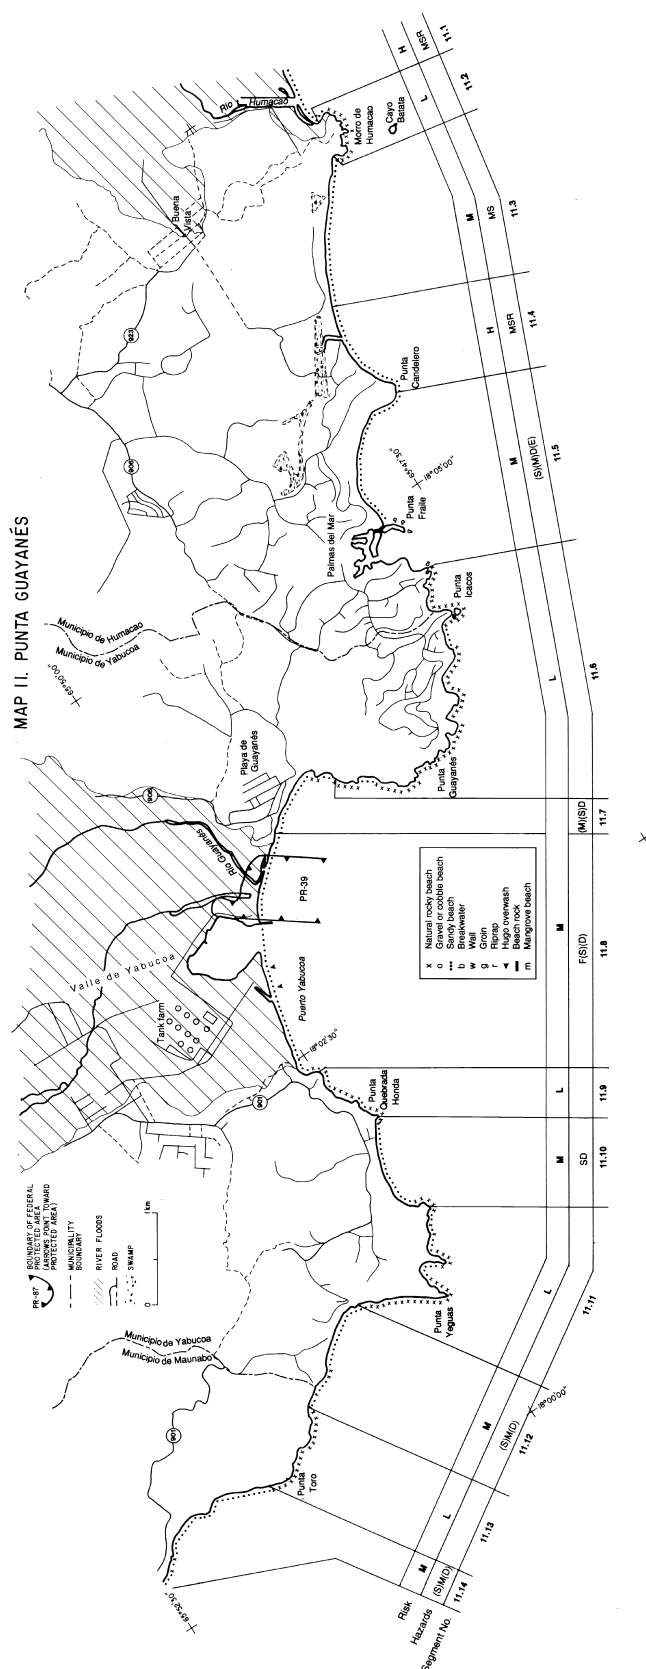 MAP 11. PUNTA GUAYANÉS
PR-87
BOUNDARY OF FEDERAL
PROTECTED AREA
(ARROWS POINT TOWARD
PROTECTED AREA)
MUNICIPALITY
BOUNDARY
RIVER FLOODS
ROAD
SWAMP
0
1
km
Municipio de Humacao
Municipio de Yabucoa
65°50'00"
Buena
Vista
Río
Humacao
923
906
Morro de
Humacao
Cayo
Batata
Punta
Candelero
65°47'30"
18°05'00"
Palmas del Mar
Punta
Fraile
Punta
Icacos
Punta
Guayanés
Playa de
Guayanés
906
Río Guayanés
PR-39
Valle de Yabucoa
Tank farm
Puerto Yabucoa
18°02'30"
901
Punta
Quebrada
Honda
x Natural rocky beach
o Gravel or cobble beach
Sandy beach
b Breakwater
w Wall
g Groin
r Riprap
Hugo overwash
Beach rock
m Mangrove beach
Municipio de Yabucoa
Municipio de Maunabo
901
Punta
Yeguas
Punta
Toro
18°00'00"
65°52'30"
Risk
M
L
M
L
M
L
M
L
M
H
M
L
H
Hazards
(S)M(D)
(S)M(D)
SD
F(S)(D)
(M)(S)D
(S)(M)D(E)
MSR
MS
MSR
Segment No.
11.14
11.13
11.12
11.11
11.10
11.9
11.8
11.7
11.6
11.5
11.4
11.3
11.2
11.1